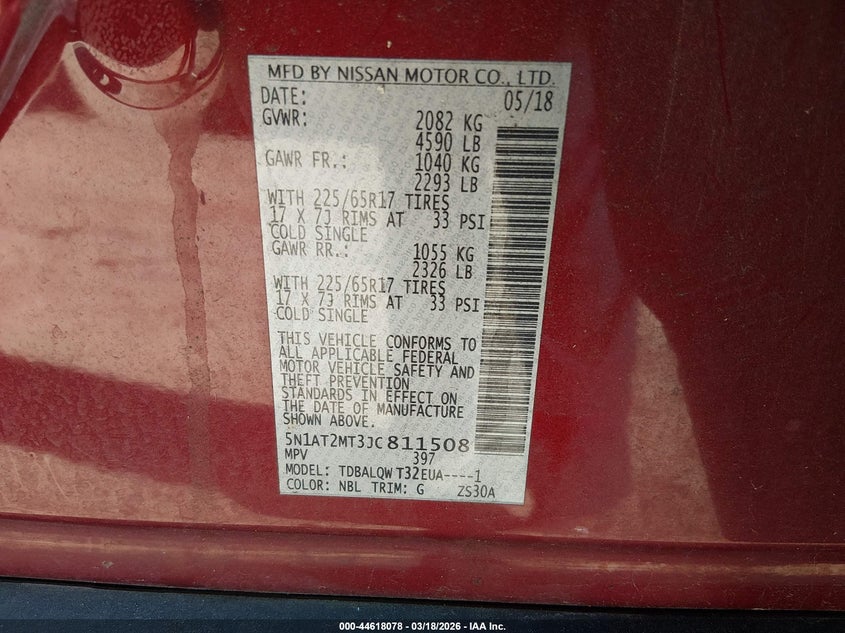 MFD BY NISSAN MOTOR CO., LTD.
DATE: 05/18
GVWR: 2082 KG
4590 LB
GAWR FR.: 1040 KG
2293 LB
WITH 225/65R17 TIRES
17 X 7J RIMS AT 33 PSI
COLD SINGLE
GAWR RR.: 1055 KG
2326 LB
WITH 225/65R17 TIRES
17 X 7J RIMS AT 33 PSI
COLD SINGLE
THIS VEHICLE CONFORMS TO
ALL APPLICABLE FEDERAL
MOTOR VEHICLE SAFETY AND
THEFT PREVENTION
STANDARDS IN EFFECT ON
THE DATE OF MANUFACTURE
SHOWN ABOVE.
5N1AT2MT3JC811508
MPV 397
MODEL: TDBALQWT32EUA----1
COLOR: NBL TRIM: G ZS30A
000-44618078 - 03/18/2026 - IAA Inc.